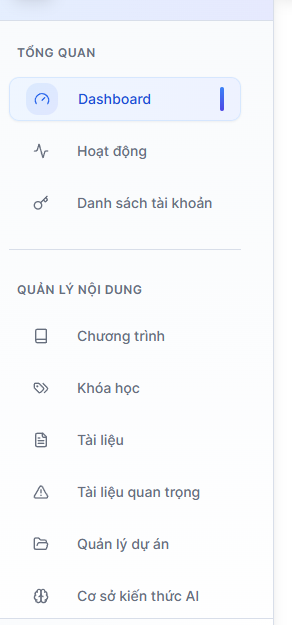 TỔNG QUAN
Dashboard
Hoạt động
Danh sách tài khoản
QUẢN LÝ NỘI DUNG
Chương trình
Khóa học
Tài liệu
Tài liệu quan trọng
Quản lý dự án
Cơ sở kiến thức AI